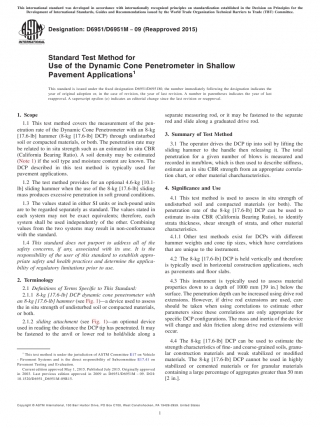 This international standard was developed in accordance with internationally recognized principles on standardization established in the Decision on Principles for the
Development of International Standards, Guides and Recommendations issued by the World Trade Organization Technical Barriers to Trade (TBT) Committee.
Designation: D6951/D6951M − 09 (Reapproved 2015)
Standard Test Method for
Use of the Dynamic Cone Penetrometer in Shallow
Pavement Applications1
This standard is issued under the fixed designation D6951/D6951M; the number immediately following the designation indicates the
year of original adoption or, in the case of revision, the year of last revision. A number in parentheses indicates the year of last
reapproval. A superscript epsilon (ε) indicates an editorial change since the last revision or reapproval.
1. Scope
1.1 This test method covers the measurement of the pen-
etration rate of the Dynamic Cone Penetrometer with an 8-kg
[17.6-lb] hammer (8-kg [17.6-lb] DCP) through undisturbed
soil or compacted materials, or both. The penetration rate may
be related to in situ strength such as an estimated in situ CBR
(California Bearing Ratio). A soil density may be estimated
(Note 1) if the soil type and moisture content are known. The
DCP described in this test method is typically used for
pavement applications.
1.2 The test method provides for an optional 4.6-kg [10.1-
lb] sliding hammer when the use of the 8-kg [17.6-lb] sliding
mass produces excessive penetration in soft ground conditions.
1.3 The values stated in either SI units or inch-pound units
are to be regarded separately as standard. The values stated in
each system may not be exact equivalents; therefore, each
system shall be used independently of the other. Combining
values from the two systems may result in non-conformance
with the standard.
1.4 This standard does not purport to address all of the
safety concerns, if any, associated with its use. It is the
responsibility of the user of this standard to establish appro-
priate safety and health practices and determine the applica-
bility of regulatory limitations prior to use.
2. Terminology
2.1 Definitions of Terms Specific to This Standard:
2.1.1 8-kg [17.6-lb] DCP dynamic cone penetrometer with
an 8-kg [17.6-lb] hammer (see Fig. 1)—a device used to assess
the in situ strength of undisturbed soil or compacted materials,
or both.
2.1.2 sliding attachment (see Fig. 1)—an optional device
used in reading the distance the DCP tip has penetrated. It may
be fastened to the anvil or lower rod to hold/slide along a
1 This test method is under the jurisdiction of ASTM Committee E17 on Vehicle
- Pavement Systems and is the direct responsibility of Subcommittee E17.41 on
Pavement Testing and Evaluation.
Current edition approved May 1, 2015. Published July 2015. Originally approved
in 2003. Last previous edition approved in 2009 as D6951/D6951M – 09. DOI:
10.1520/D6951_D6951M-09R15.
separate measuring rod, or it may be fastened to the separate
rod and slide along a graduated drive rod.
3. Summary of Test Method
3.1 The operator drives the DCP tip into soil by lifting the
sliding hammer to the handle then releasing it. The total
penetration for a given number of blows is measured and
recorded in mm/blow, which is then used to describe stiffness,
estimate an in situ CBR strength from an appropriate correla-
tion chart, or other material characteristics.
4. Significance and Use
4.1 This test method is used to assess in situ strength of
undisturbed soil and compacted materials (or both). The
penetration rate of the 8-kg [17.6-lb] DCP can be used to
estimate in-situ CBR (California Bearing Ratio), to identify
strata thickness, shear strength of strata, and other material
characteristics.
4.1.1 Other test methods exist for DCPs with different
hammer weights and cone tip sizes, which have correlations
that are unique to the instrument.
4.2 The 8-kg [17.6-lb] DCP is held vertically and therefore
is typically used in horizontal construction applications, such
as pavements and floor slabs.
4.3 This instrument is typically used to assess material
properties down to a depth of 1000 mm [39 in.] below the
surface. The penetration depth can be increased using drive rod
extensions. However, if drive rod extensions are used, care
should be taken when using correlations to estimate other
parameters since these correlations are only appropriate for
specific DCP configurations. The mass and inertia of the device
will change and skin friction along drive rod extensions will
occur.
4.4 The 8-kg [17.6-lb] DCP can be used to estimate the
strength characteristics of fine- and coarse-grained soils, granu-
lar construction materials and weak stabilized or modified
materials. The 8-kg [17.6-lb] DCP cannot be used in highly
stabilized or cemented materials or for granular materials
containing a large percentage of aggregates greater than 50 mm
[2 in.].
Copyright © ASTM International, 100 Barr Harbor Drive, PO Box C700, West Conshohocken, PA 19428-2959. United States
1